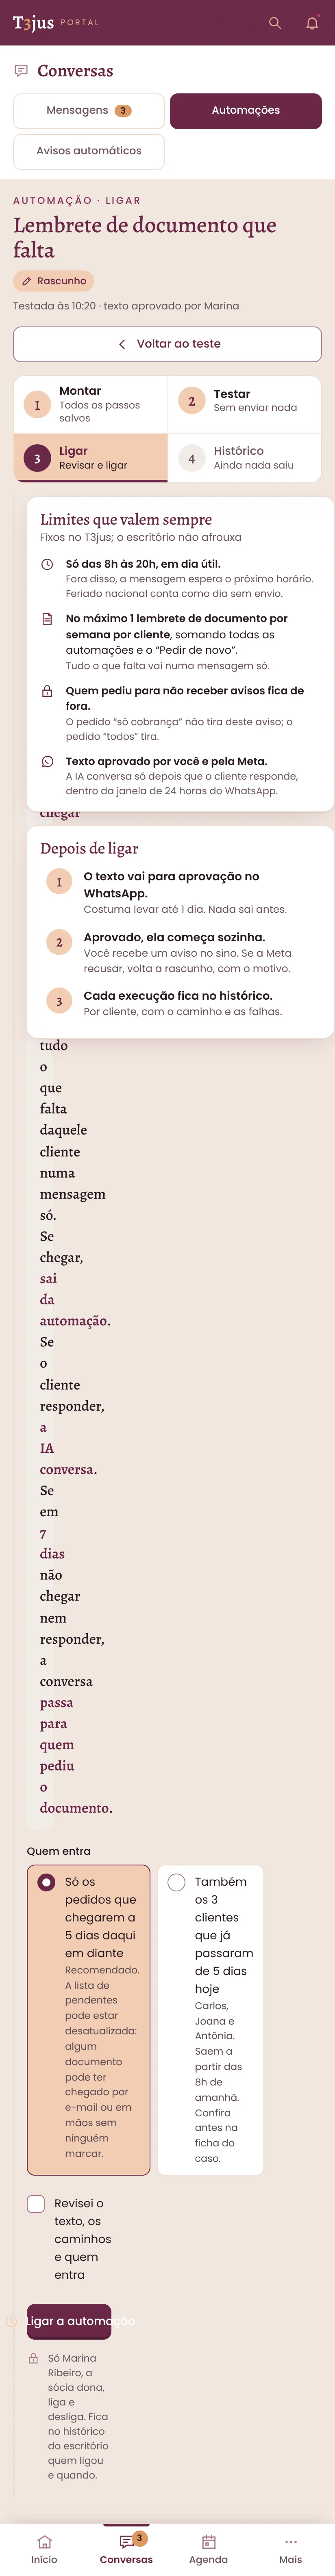 T3jus PORTAL
Conversas
Mensagens 3
Automações
Avisos automáticos
AUTOMAÇÃO · LIGAR
Lembrete de documento que
falta
Rascunho
Testada às 10:20 · texto aprovado por Marina
Voltar ao teste
1 Montar
Todos os passos
salvos
2 Testar
Sem enviar nada
3 Ligar
Revisar e ligar
4 Histórico
Ainda nada saiu
Limites que valem sempre
Fixos no T3jus; o escritório não afrouxa
Só das 8h às 20h, em dia útil.
Fora disso, a mensagem espera o próximo horário.
Feriado nacional conta como dia sem envio.
No máximo 1 lembrete de documento por
semana por cliente, somando todas as
automações e o “Pedir de novo”.
Tudo o que falta vai numa mensagem só.
Quem pediu para não receber avisos fica de
fora.
O pedido “só cobrança” não tira deste aviso; o
pedido “todos” tira.
Texto aprovado por você e pela Meta.
A IA conversa só depois que o cliente responde,
dentro da janela de 24 horas do WhatsApp.
chegar
Depois de ligar
1 O texto vai para aprovação no
WhatsApp.
Costuma levar até 1 dia. Nada sai antes.
2 Aprovado, ela começa sozinha.
Você recebe um aviso no sino. Se a Meta
recusar, volta a rascunho, com o motivo.
3 Cada execução fica no histórico.
Por cliente, com o caminho e as falhas.
tudo
o
que
falta
daquele
cliente
numa
mensagem
só.
Se
chegar,
sai
da
automação.
Se
o
cliente
responder,
a
IA
conversa.
Se
em
7
dias
não
chegar
nem
responder,
a
conversa
passa
para
quem
pediu
o
documento.
Quem entra
Só os
pedidos que
chegarem a
5 dias daqui
em diante
Recomendado.
A lista de
pendentes
pode estar
desatualizada:
algum
documento
pode ter
chegado por
e-mail ou em
mãos sem
ninguém
marcar.
Também
os 3
clientes
que já
passaram
de 5 dias
hoje
Carlos,
Joana e
Antônia.
Saem a
partir das
8h de
amanhã.
Confira
antes na
ficha do
caso.
Revisei o
texto, os
caminhos
e quem
entra
Ligar a automação
Só Marina
Ribeiro, a
sócia dona,
liga e
desliga. Fica
no histórico
do escritório
quem ligou
e quando.
Início
Conversas 3
Agenda
Mais